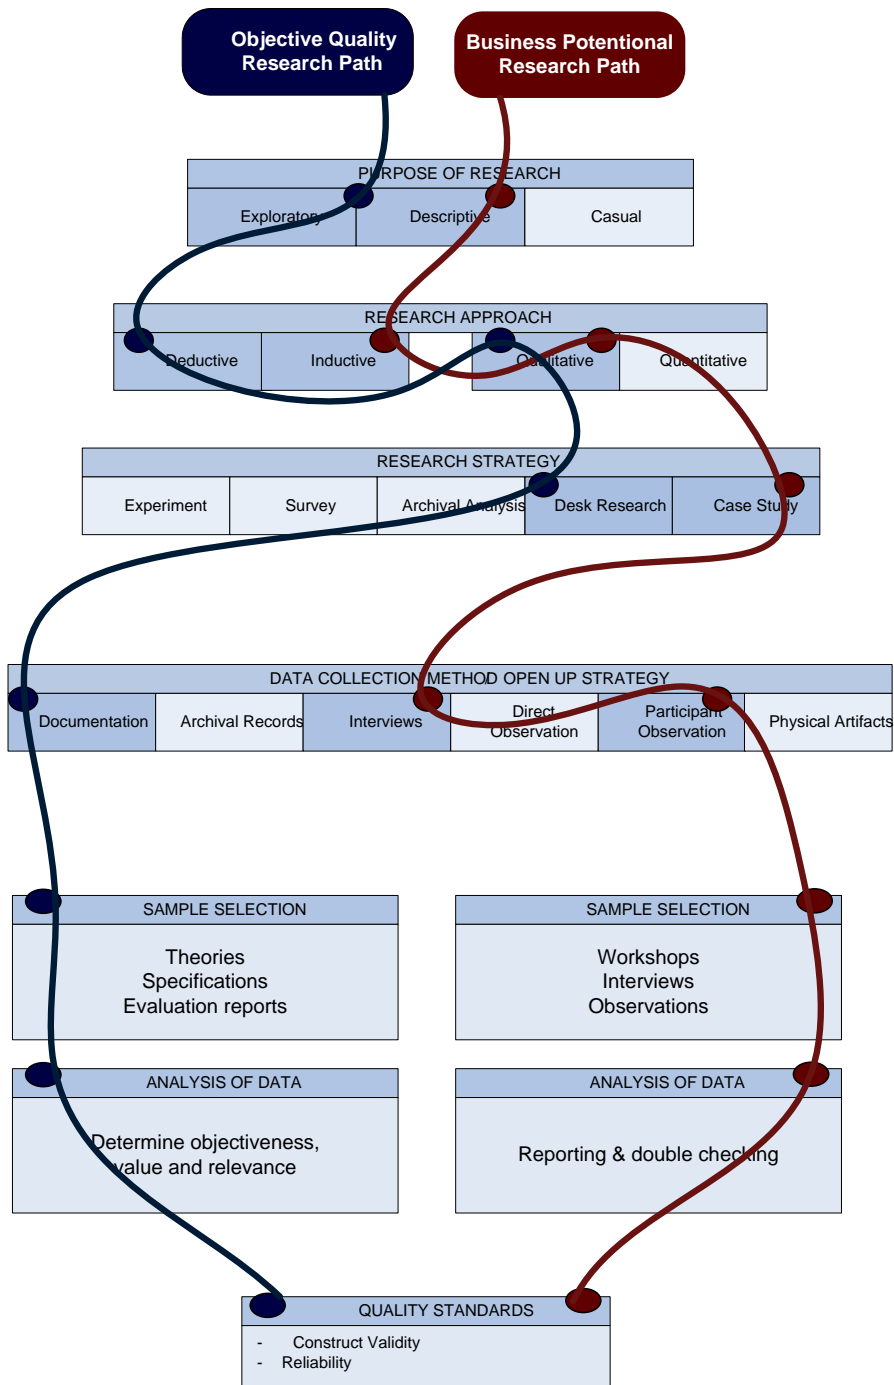 Objective Quality
Research Path
Business Potentional
Research Path
PURPOSE OF RESEARCH
Exploratory
Descriptive
Casual
RESEARCH APPROACH
Deductive
Inductive
Qualitative
Quantitative
RESEARCH STRATEGY
Experiment
Survey
Archival Analysis
Desk Research
Case Study
DATA COLLECTION METHOD OPEN UP STRATEGY
Documentation
Archival Records
Interviews
Direct
Observation
Participant
Observation
Physical Artifacts
SAMPLE SELECTION
Theories
Specifications
Evaluation reports
SAMPLE SELECTION
Workshops
Interviews
Observations
ANALYSIS OF DATA
Determine objectiveness,
value and relevance
ANALYSIS OF DATA
Reporting & double checking
QUALITY STANDARDS
- Construct Validity
- Reliability